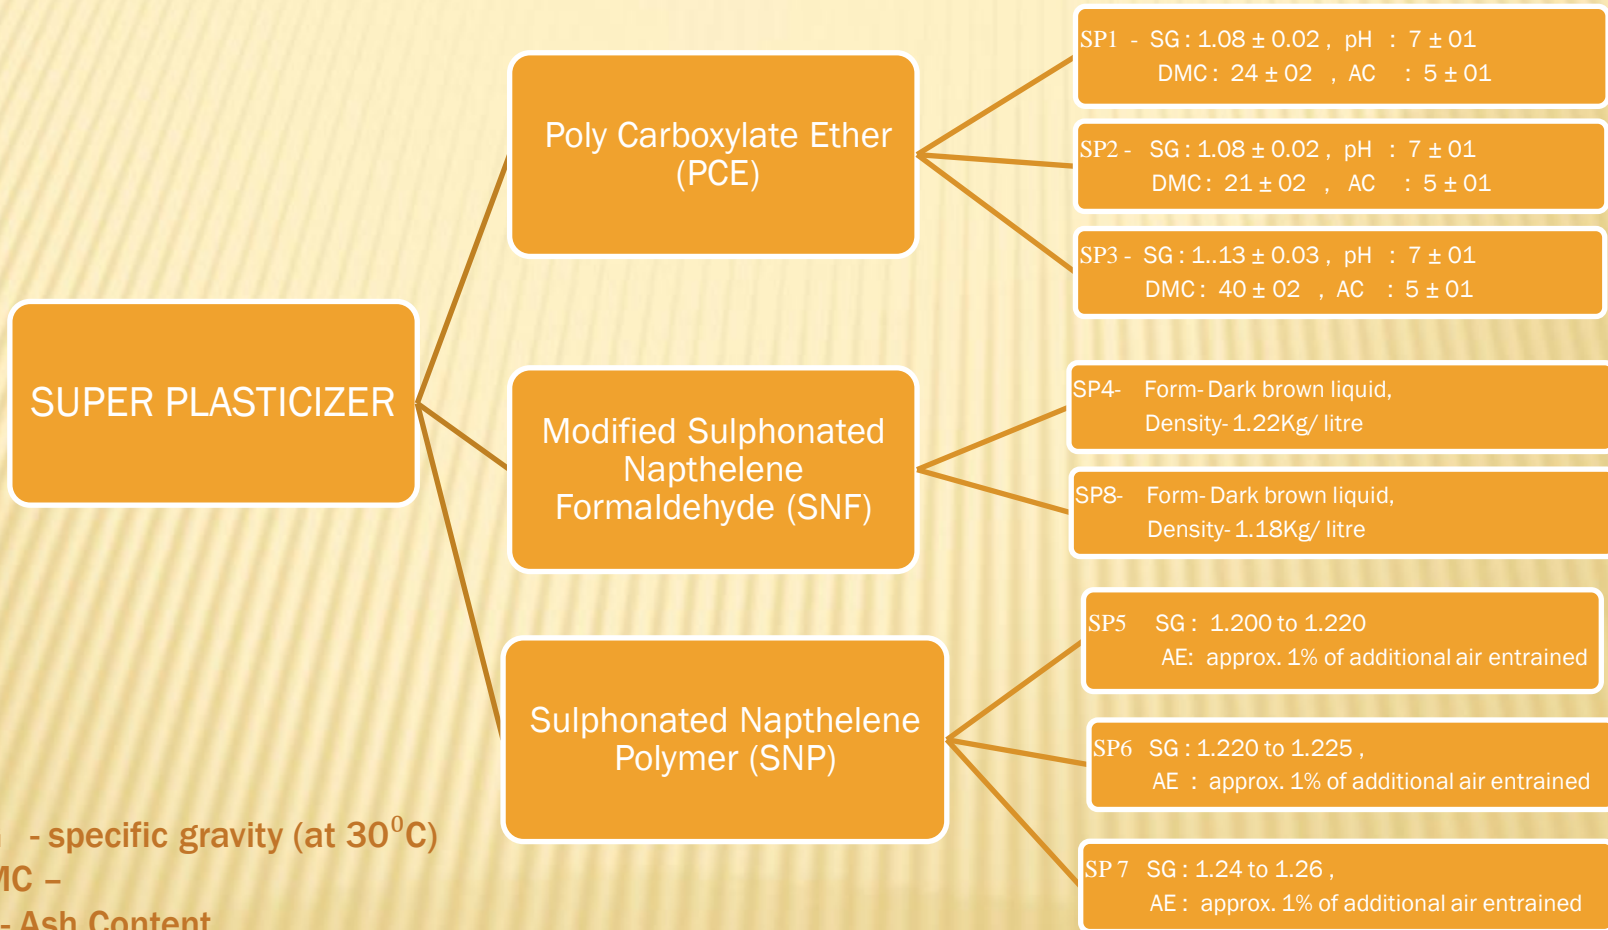 SUPER PLASTICIZER
Poly Carboxylate Ether
(PCE)
SP1 - SG : 1.08 ± 0.02 , pH : 7 ± 01
DMC : 24 ± 02 , AC : 5 ± 01
SP2 - SG : 1.08 ± 0.02 , pH : 7 ± 01
DMC : 21 ± 02 , AC : 5 ± 01
SP3 - SG : 1..13 ± 0.03 , pH : 7 ± 01
DMC : 40 ± 02 , AC : 5 ± 01
Modified Sulphonated
Napthelene
Formaldehyde (SNF)
SP4- Form- Dark brown liquid,
Density- 1.22Kg/ litre
SP8- Form- Dark brown liquid,
Density- 1.18Kg/ litre
Sulphonated Napthelene
Polymer (SNP)
SP5 SG : 1.200 to 1.220
AE: approx. 1% of additional air entrained
SP6 SG : 1.220 to 1.225 ,
AE : approx. 1% of additional air entrained
SP 7 SG : 1.24 to 1.26 ,
AE : approx. 1% of additional air entrained
- specific gravity (at 30⁰C)
–
- Ash Content